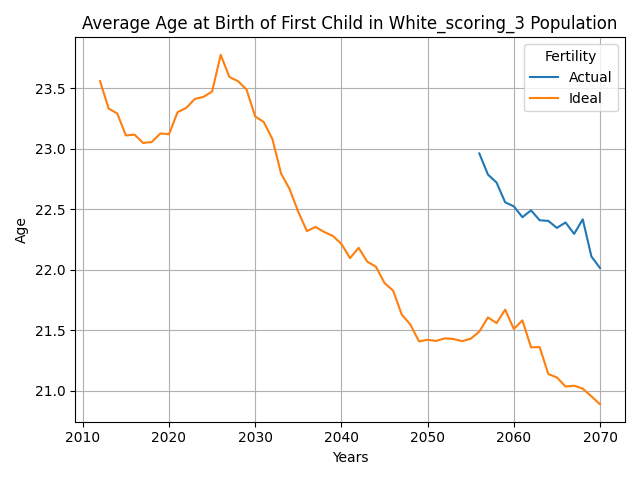 Average Age at Birth of First Child in White_scoring_3 Population
Fertility
Actual
Ideal
23.5
23.0
22.5
22.0
21.5
21.0
Age
2010 2020 2030 2040 2050 2060 2070
Years